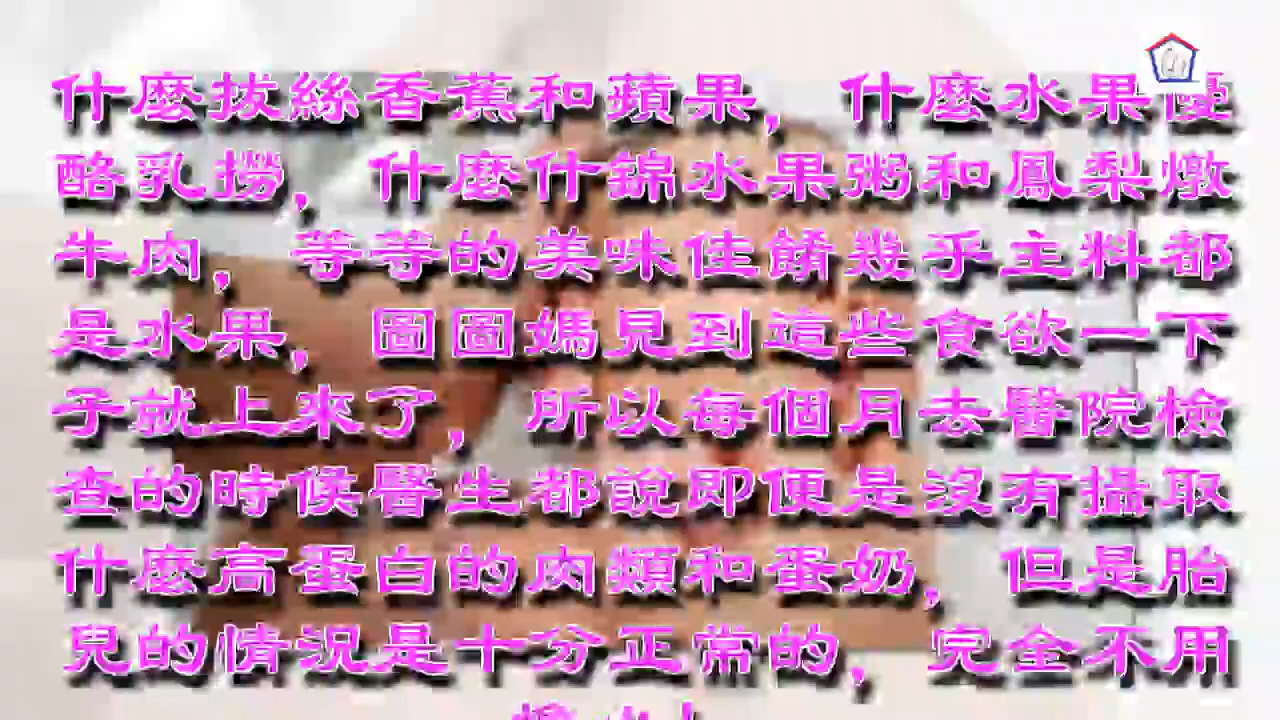 什麼拔絲香蕉和蘋果，什麼水果優
酪乳撈，什麼什錦水果粥和鳳梨燉
牛肉，等等的美味佳餚幾乎主料都
是水果，圖圖媽見到這些食欲一下
子就上來了，所以每個月去醫院檢
查的時候醫生都說即便是沒有攝取
什麼高蛋白的肉類和蛋奶，但是胎
兒的情況是十分正常的，完全不用